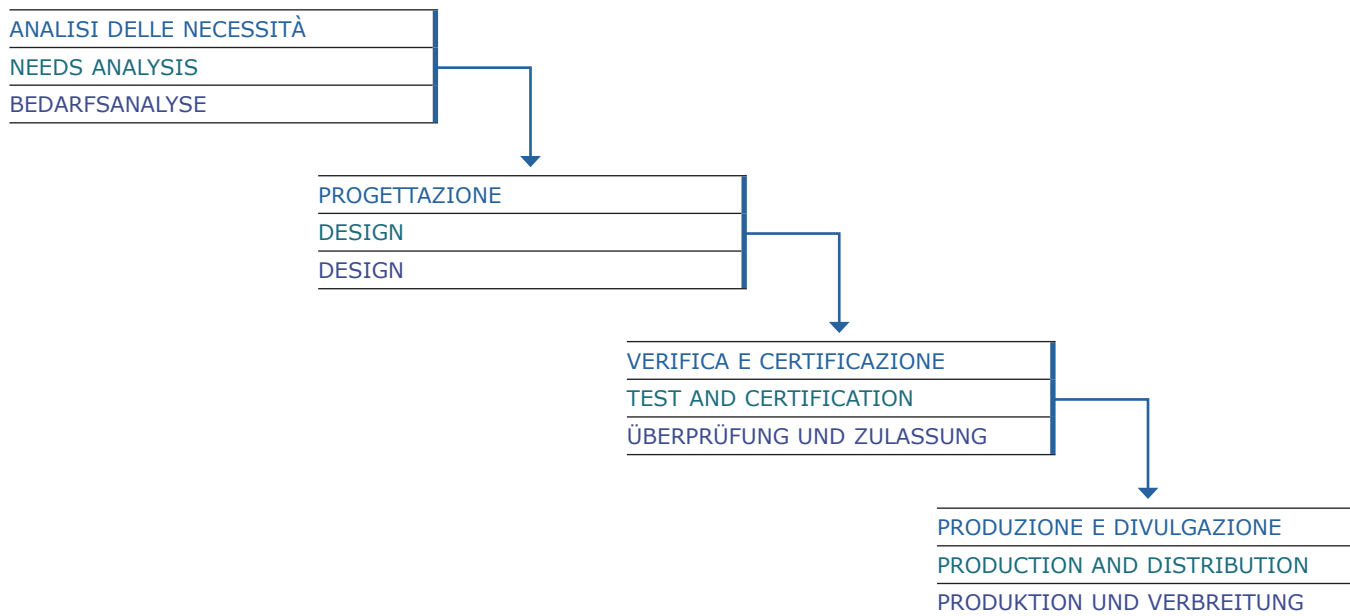 ANALISI DELLE NECESSITÀ
NEEDS ANALYSIS
BEDARFSANALYSE
PROGETTAZIONE
DESIGN
DESIGN
VERIFICA E CERTIFICAZIONE
TEST AND CERTIFICATION
ÜBERPRÜFUNG UND ZULASSUNG
PRODUZIONE E DIVULGAZIONE
PRODUCTION AND DISTRIBUTION
PRODUKTION UND VERBREITUNG